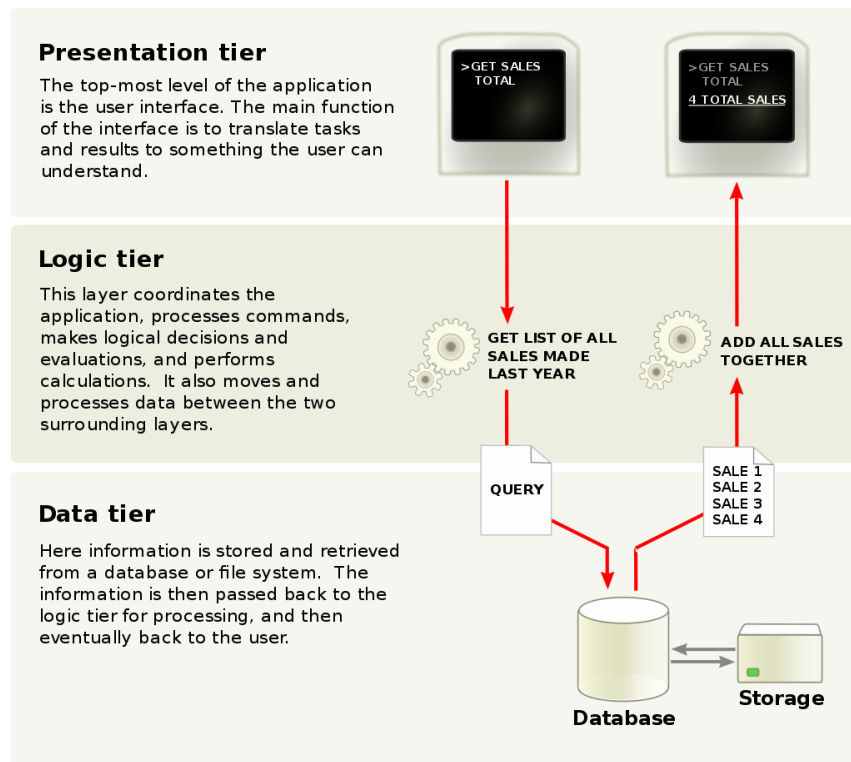 Presentation tier
The top-most level of the application
is the user interface. The main function
of the interface is to translate tasks
and results to something the user can
understand.
>GET SALES
TOTAL
>GET SALES
TOTAL
4 TOTAL SALES
Logic tier
This layer coordinates the
application, processes commands,
makes logical decisions and
evaluations, and performs
calculations.  It also moves and
processes data between the two
surrounding layers.
GET LIST OF ALL
SALES MADE
LAST YEAR
ADD ALL SALES
TOGETHER
QUERY
SALE 1
SALE 2
SALE 3
SALE 4
Data tier
Here information is stored and retrieved
from a database or file system.  The
information is then passed back to the
logic tier for processing, and then
eventually back to the user.
Database
Storage